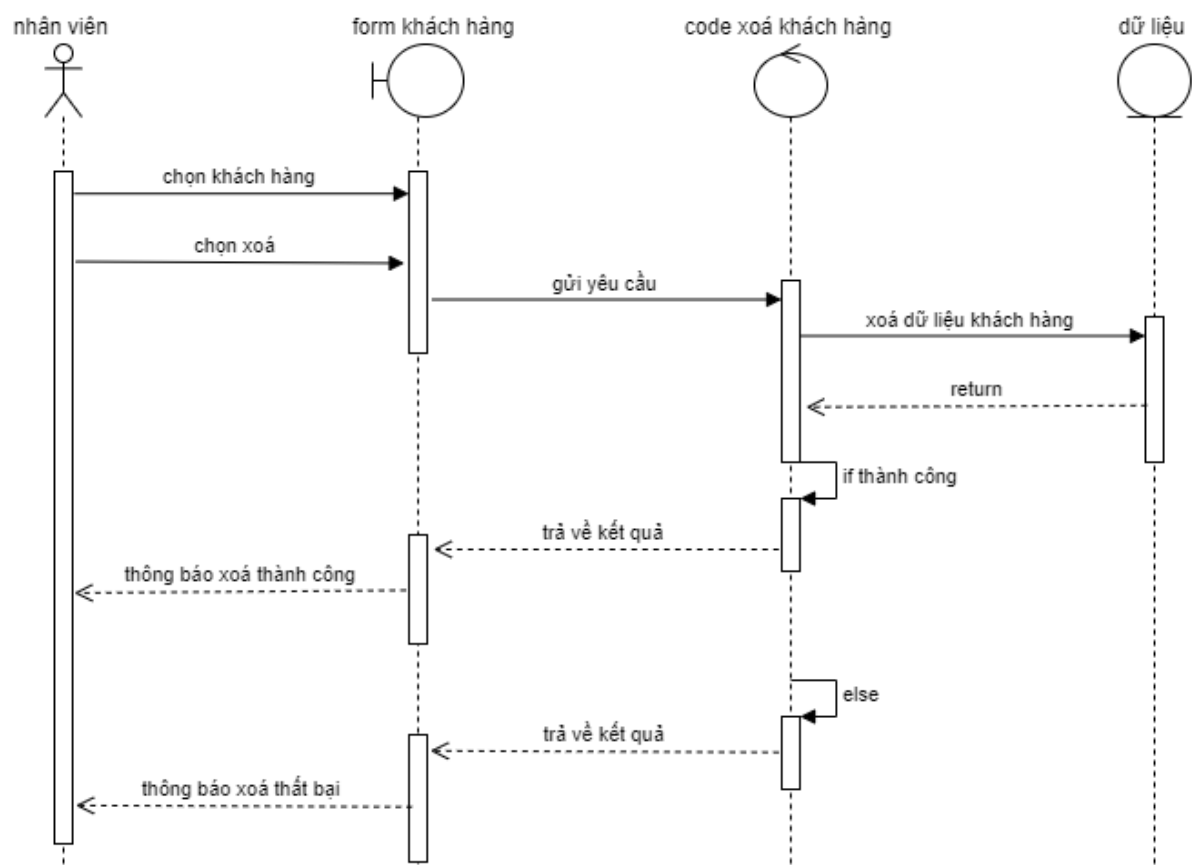 nhân viên
form khách hàng
code xoá khách hàng
dữ liệu
chọn khách hàng
chọn xoá
gửi yêu cầu
xoá dữ liệu khách hàng
return
if thành công
trả về kết quả
thông báo xoá thành công
else
trả về kết quả
thông báo xoá thất bại